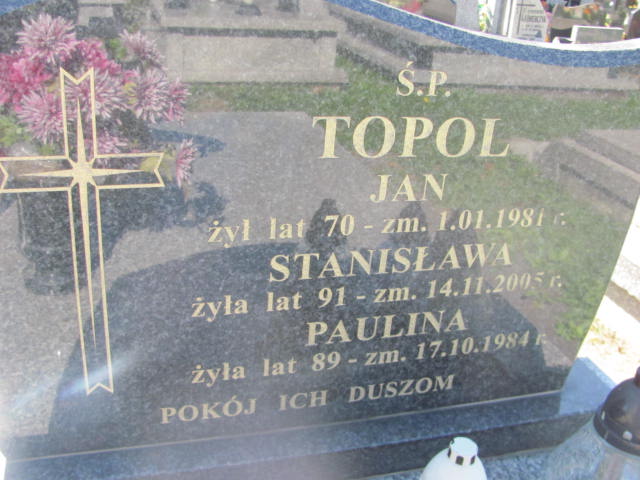 Ś.P.
TOPOL
JAN
żył lat 70 - zm. 1.01.1981 r.
STANISŁAWA
żyła lat 91 - zm. 14.11.2005 r.
PAULINA
żyła lat 89 - zm. 17.10.1984 r.
POKÓJ ICH DUSZOM